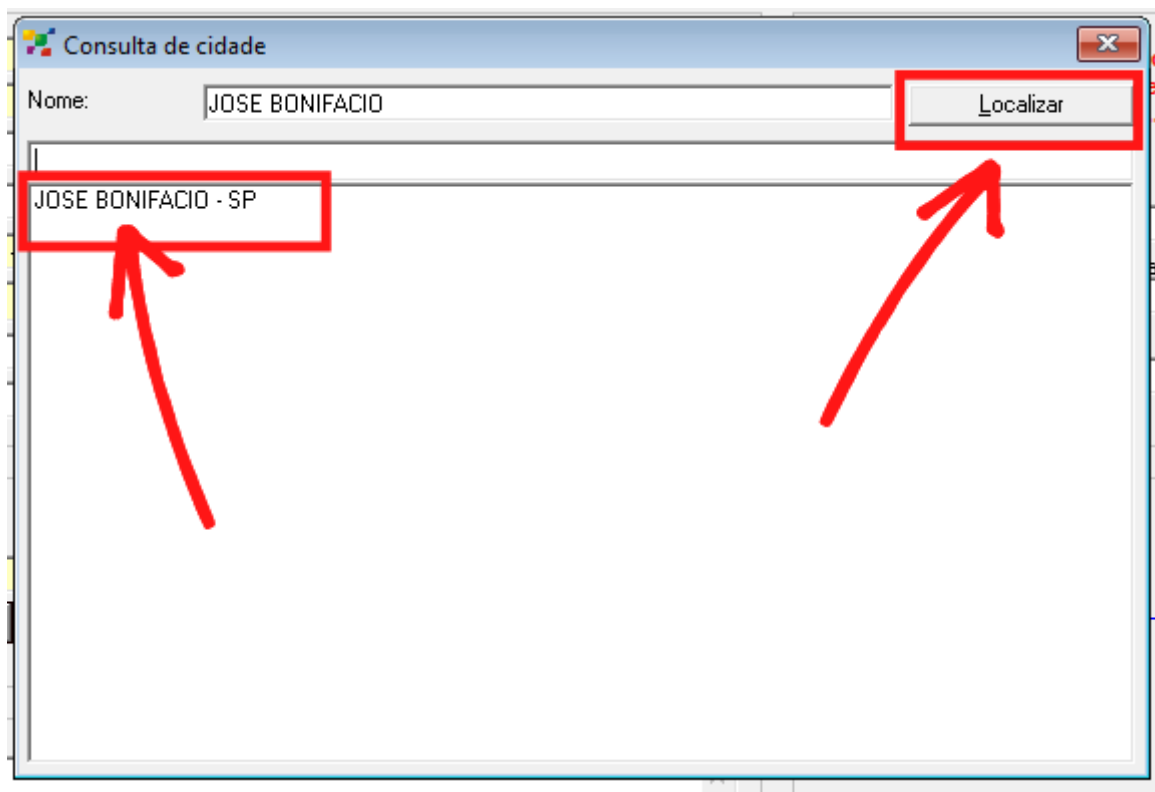 Consulta de cidade
Nome: JOSE BONIFACIO Localizar
JOSE BONIFACIO - SP